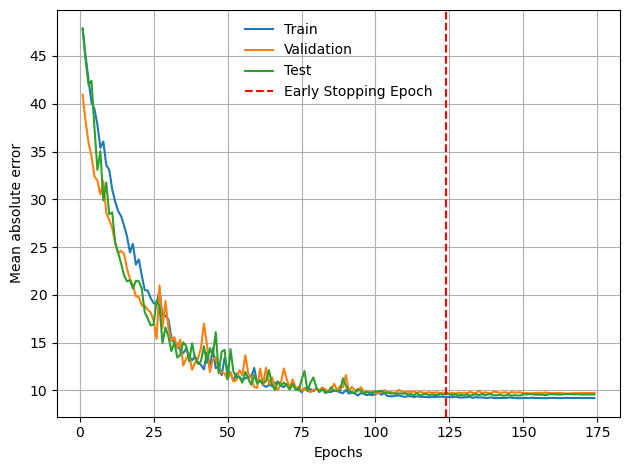 Train
Validation
Test
Early Stopping Epoch
45
40
35
30
25
20
15
10
Mean absolute error
0 25 50 75 100 125 150 175
Epochs